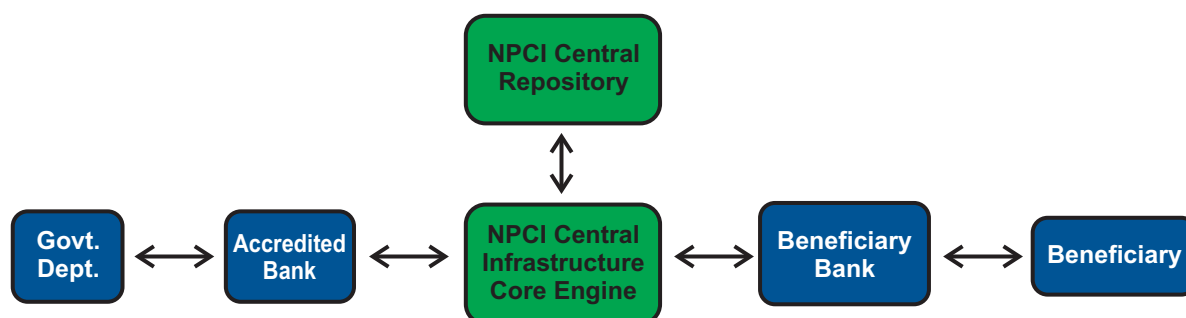 NPCI Central
Repository
Govt.
Dept.
Accredited
Bank
NPCI Central
Infrastructure
Core Engine
Beneficiary
Bank
Beneficiary